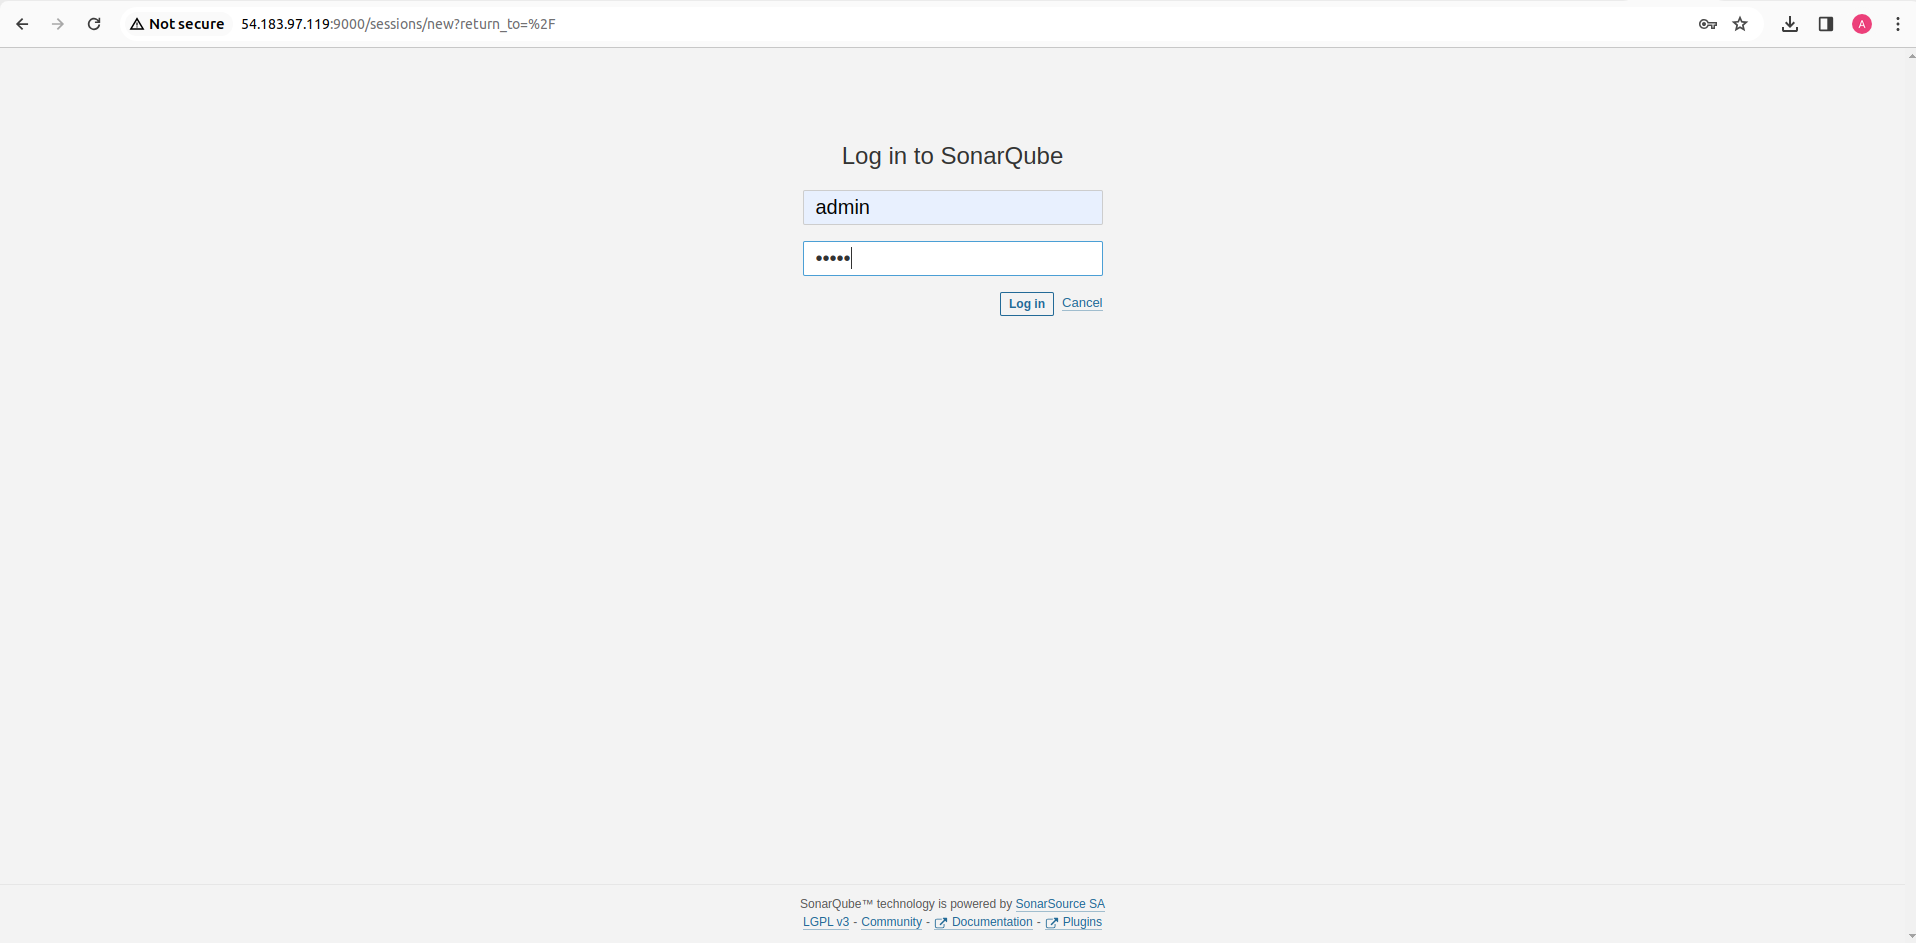 Not secure 54.183.97.119:9000/sessions/new?return_to=%2F
A
Log in to SonarQube
admin
•••••
Log in Cancel
SonarQube™ technology is powered by SonarSource SA
LGPL v3 - Community - Documentation - Plugins